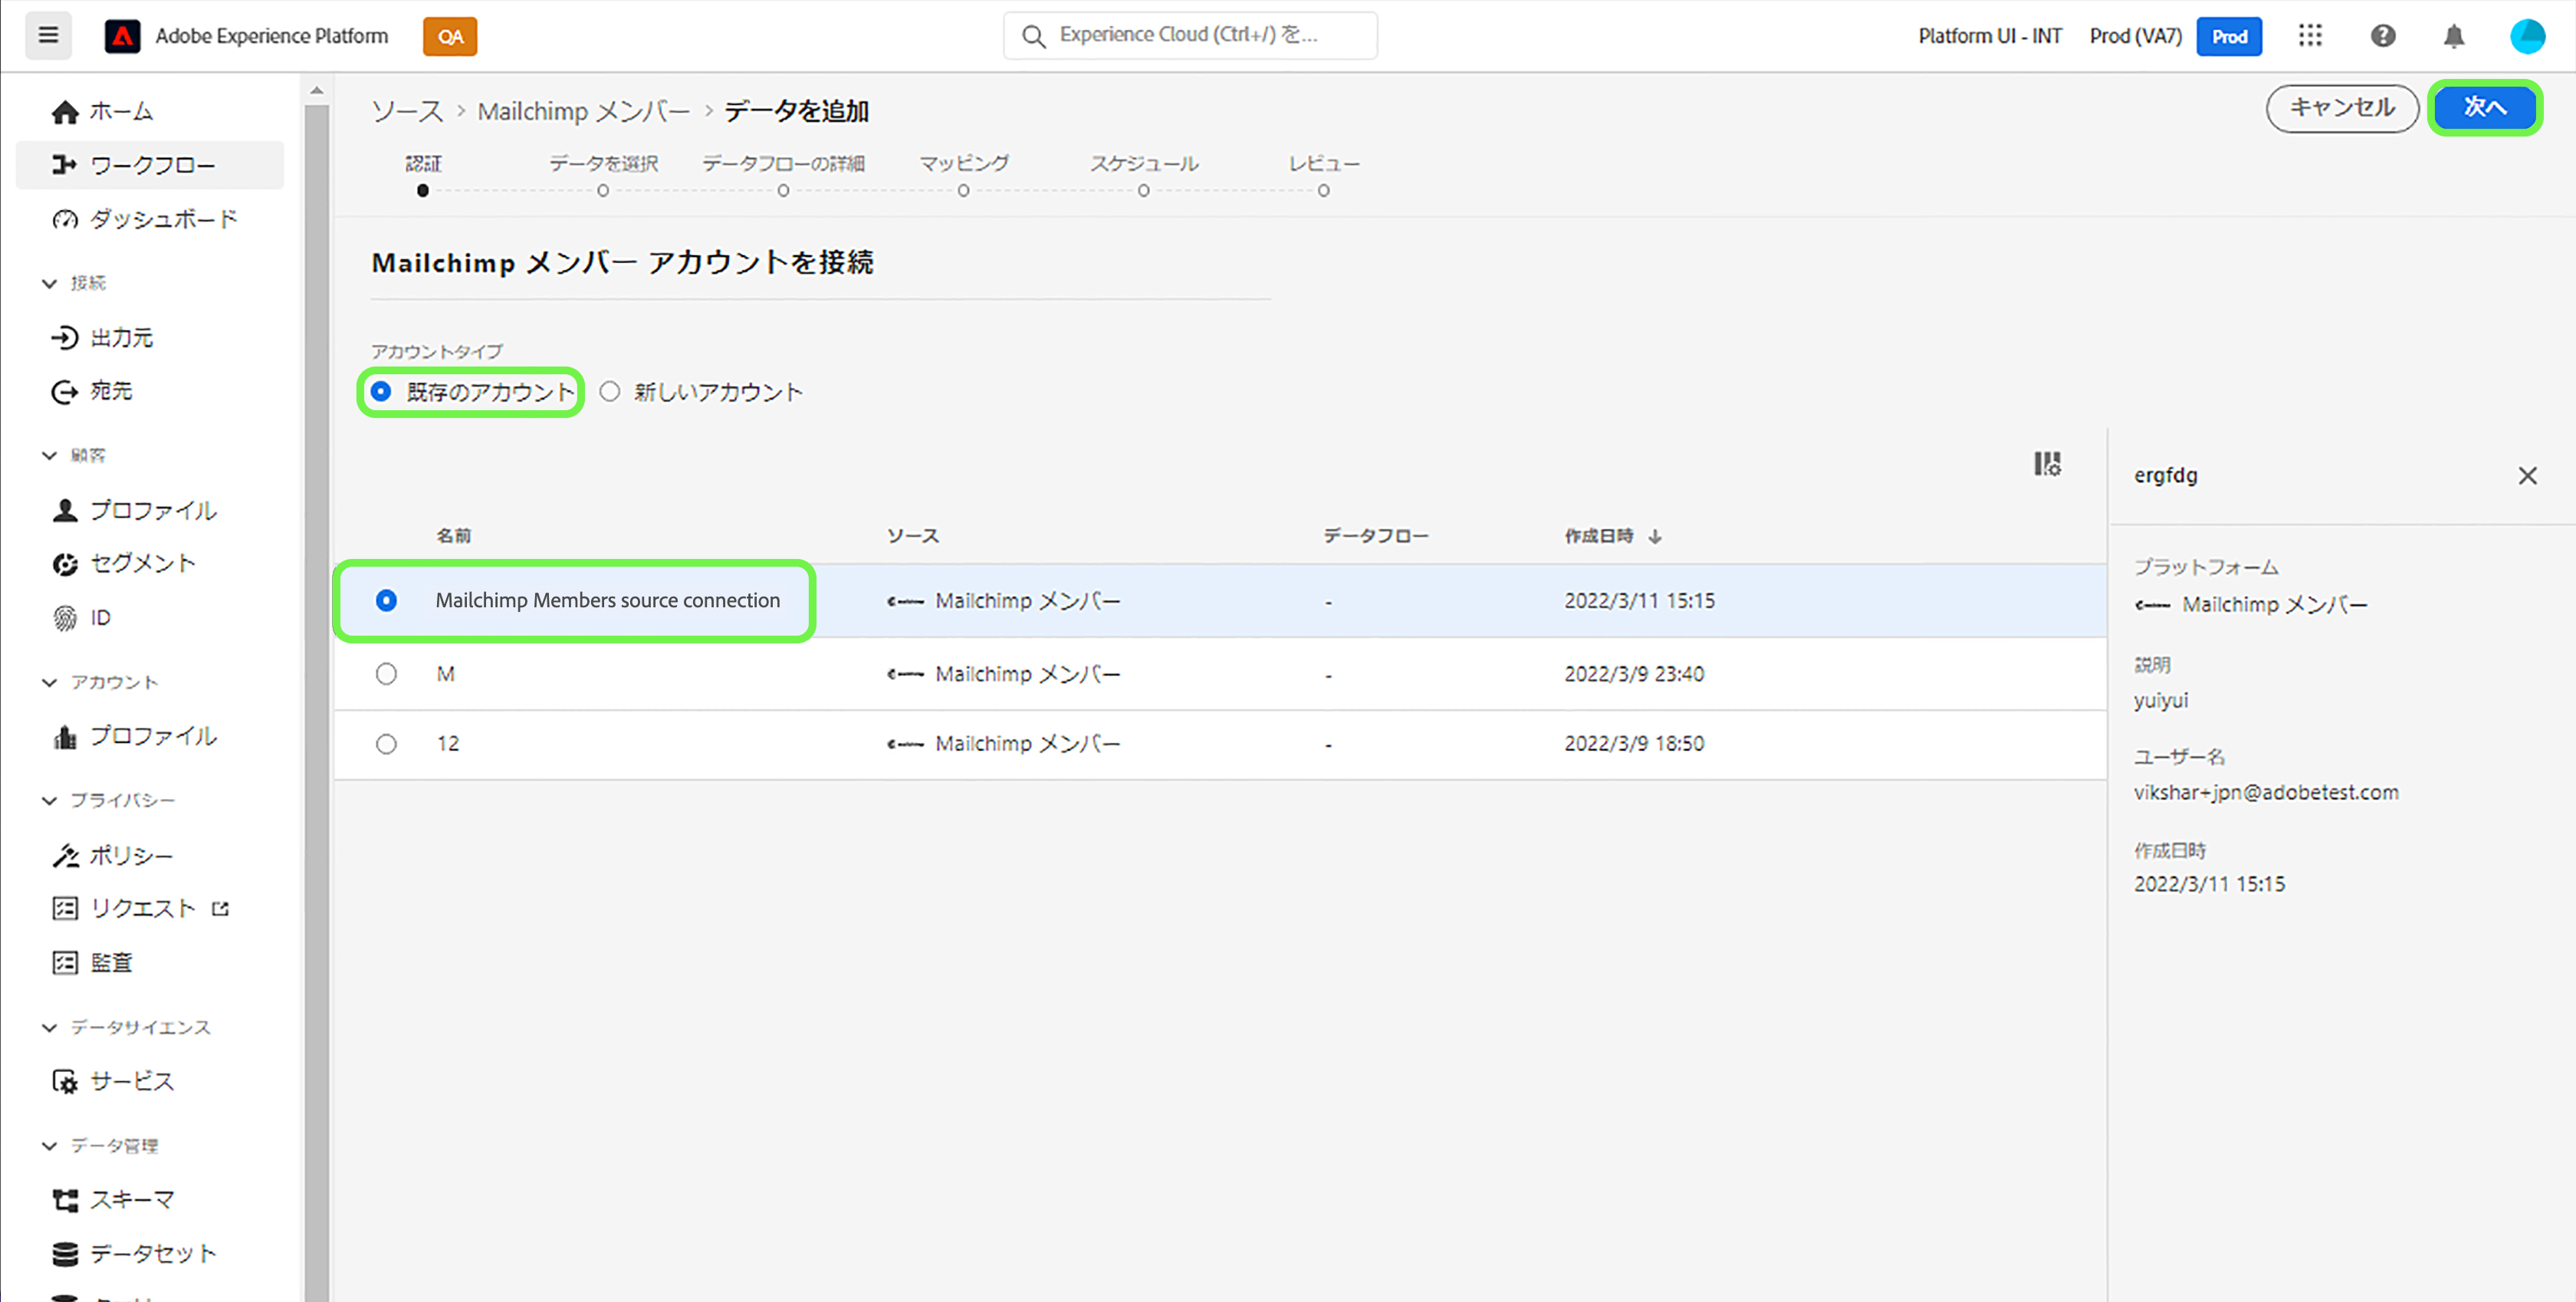 Adobe Experience Platform
QA
Experience Cloud (Ctrl+/) を...
Platform UI - INT
Prod (VA7)
Prod
ホーム
ワークフロー
ダッシュボード
接続
出力元
宛先
顧客
プロファイル
セグメント
ID
アカウント
プロファイル
プライバシー
ポリシー
リクエスト
監査
データサイエンス
サービス
データ管理
スキーマ
データセット
ソース > Mailchimp メンバー > データを追加
キャンセル
次へ
認証
データを選択
データフローの詳細
マッピング
スケジュール
レビュー
Mailchimp メンバー アカウントを接続
アカウントタイプ
既存のアカウント
新しいアカウント
名前 ソース データフロー 作成日時
Mailchimp Members source connection Mailchimp メンバー - 2022/3/11 15:15
M Mailchimp メンバー - 2022/3/9 23:40
12 Mailchimp メンバー - 2022/3/9 18:50
ergfdg
プラットフォーム
Mailchimp メンバー
説明
yuiyui
ユーザー名
vikshar+jpn@adobetest.com
作成日時
2022/3/11 15:15